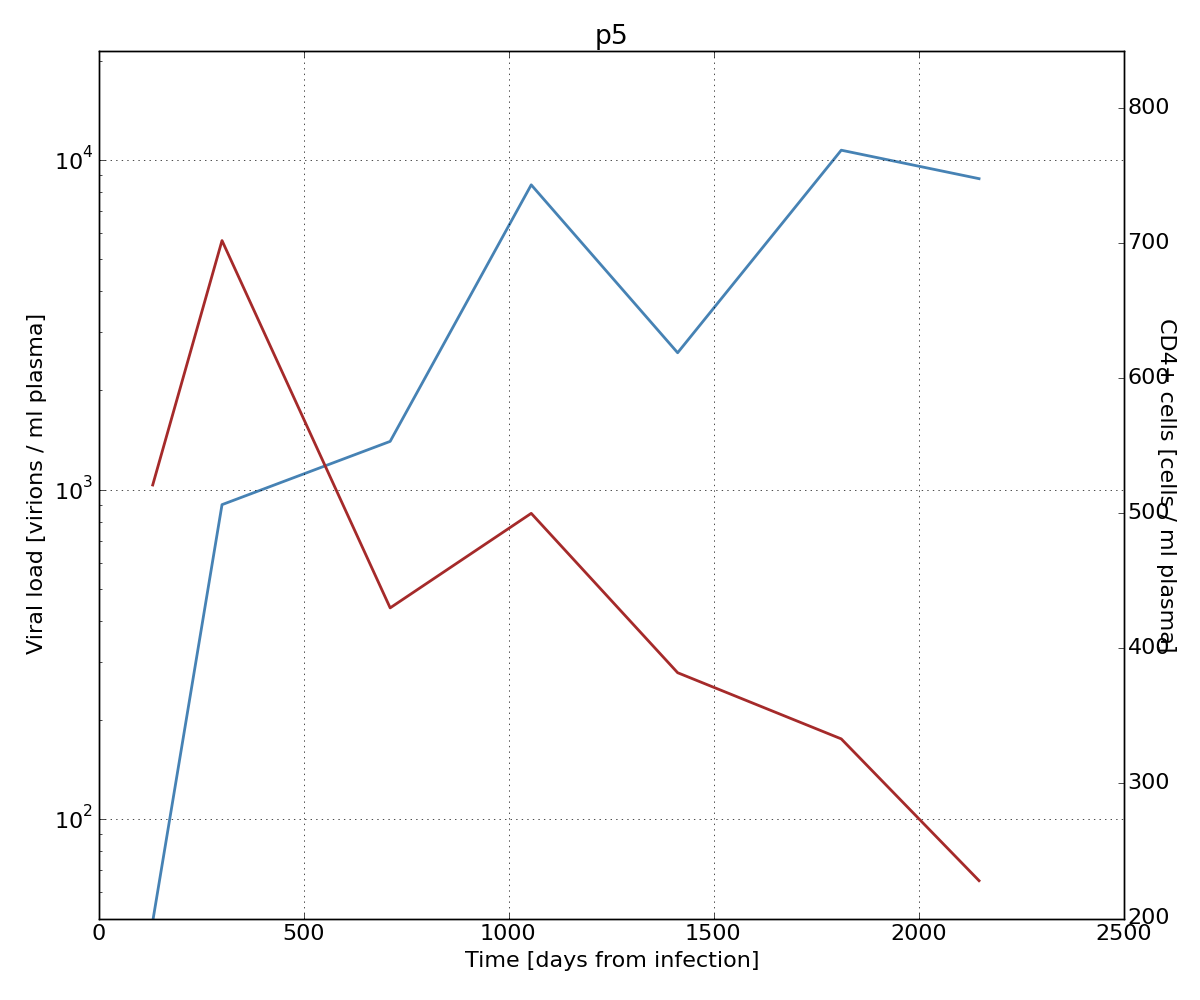 p5
Viral load [virions / ml plasma]
10^4
10^3
10^2
800
700
600
500
400
300
200
CD4+ cells [cells / ml plasma]
0 500 1000 1500 2000 2500
Time [days from infection]